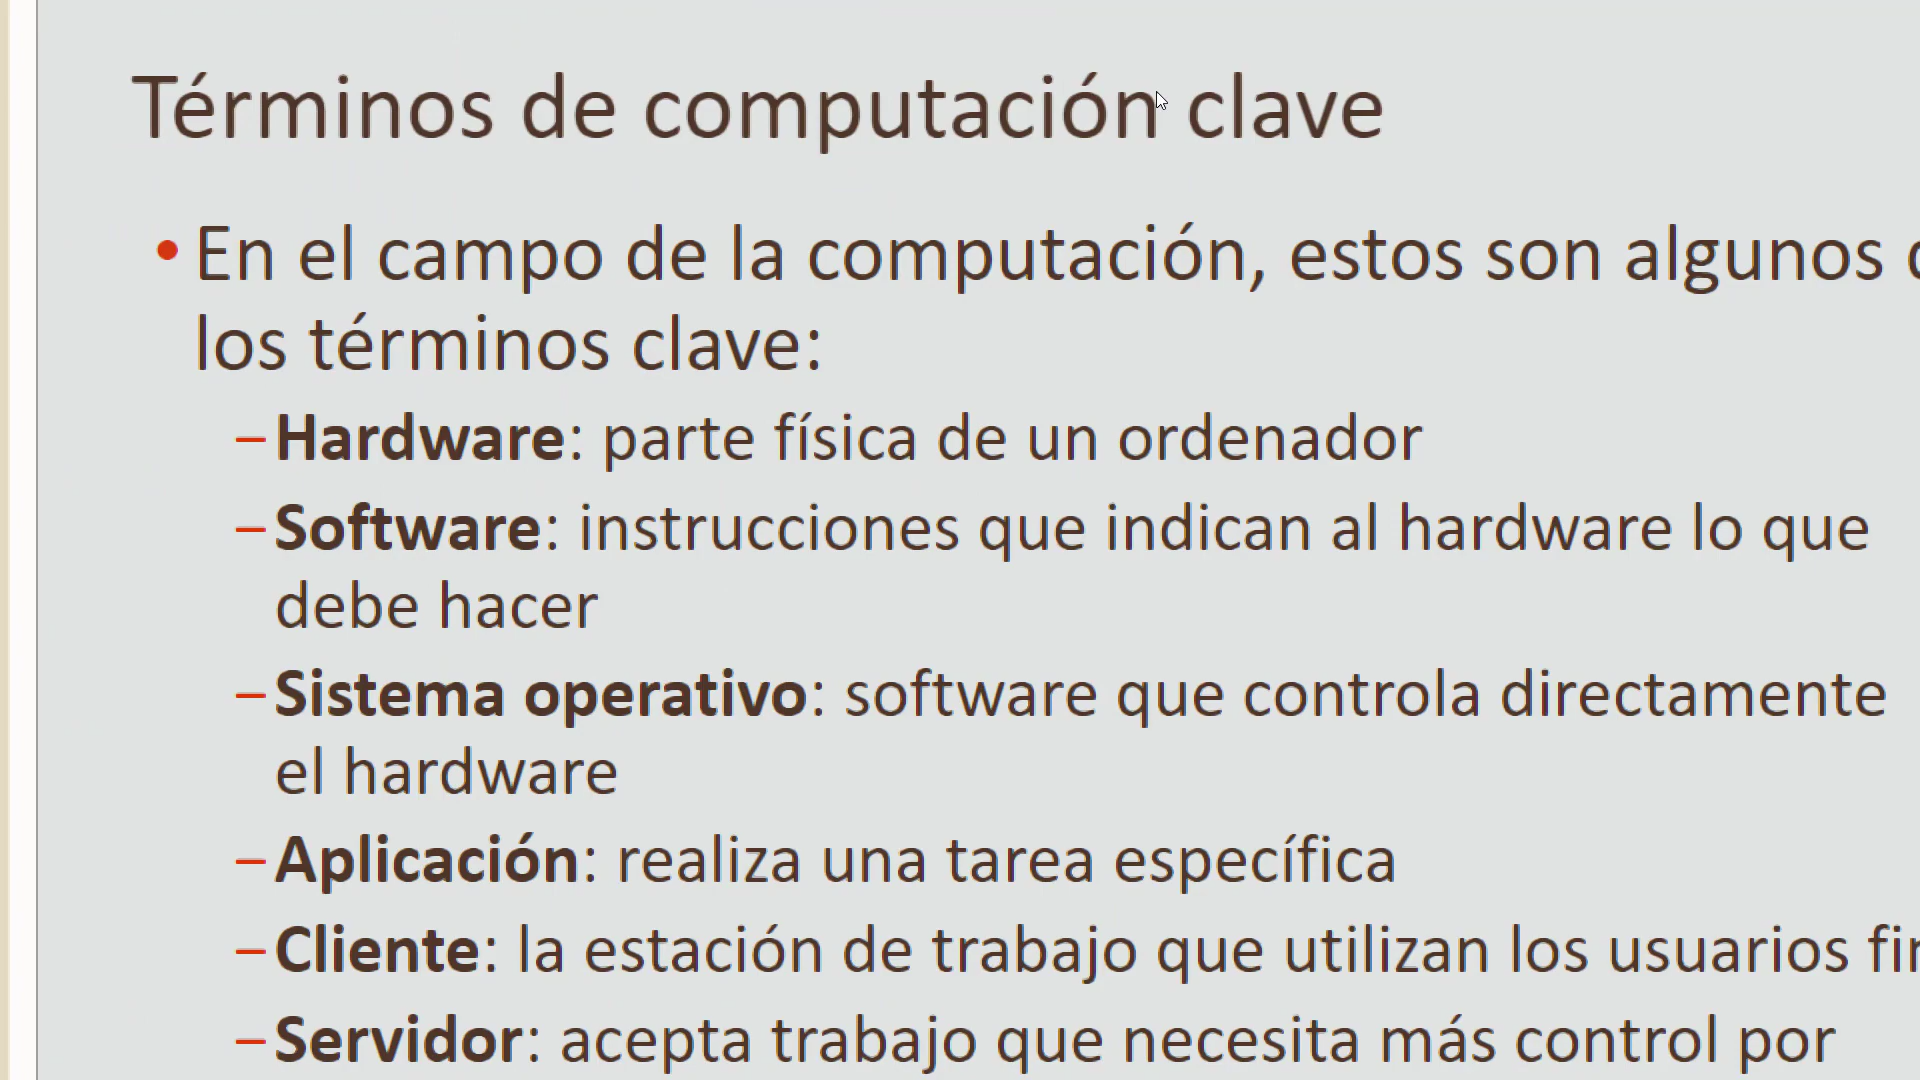 Términos de computación clave
• En el campo de la computación, estos son algunos
los términos clave:
– Hardware: parte física de un ordenador
– Software: instrucciones que indican al hardware lo que
debe hacer
– Sistema operativo: software que controla directamente
el hardware
– Aplicación: realiza una tarea específica
– Cliente: la estación de trabajo que utilizan los usuarios
– Servidor: acepta trabajo que necesita más control por